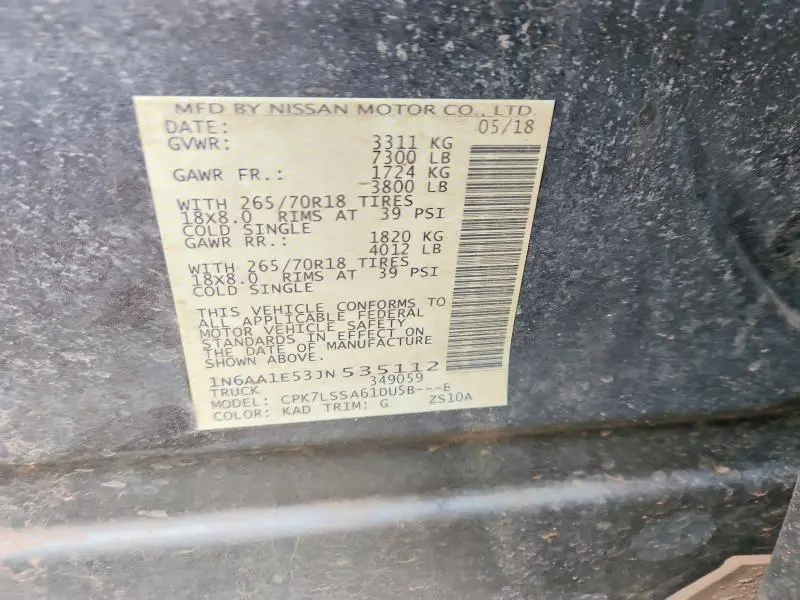 MFD BY NISSAN MOTOR CO., LTD.
DATE: 05/18
GVWR: 3311 KG
7300 LB
GAWR FR.: 1724 KG
3800 LB
WITH 265/70R18 TIRES
18X8.0 RIMS AT 39 PSI
COLD SINGLE
GAWR RR.: 1820 KG
4012 LB
WITH 265/70R18 TIRES
18X8.0 RIMS AT 39 PSI
COLD SINGLE
THIS VEHICLE CONFORMS TO
ALL APPLICABLE FEDERAL
MOTOR VEHICLE SAFETY
STANDARDS IN EFFECT ON
THE DATE OF MANUFACTURE
SHOWN ABOVE.
1N6AA1E53JN535112
TRUCK 349059
MODEL: CPK7LSSA61DU5B---E
COLOR: KAD TRIM: G ZS10A